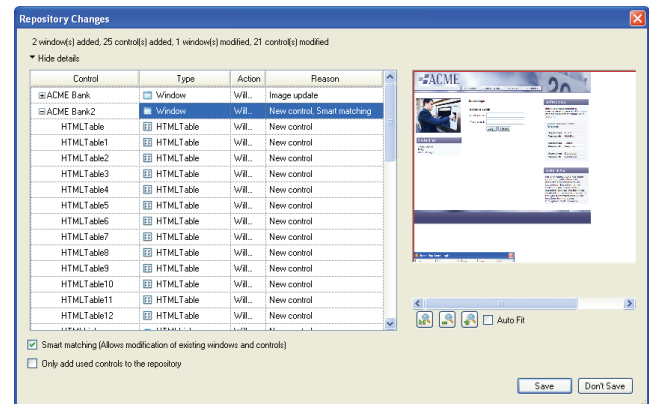 Repository Changes
2 window(s) added, 25 control(s) added, 1 window(s) modified, 21 control(s) modified
Hide details
Control Type Action Reason
ACME Bank Window Will... Image update
ACME Bank2 Window Will... New control, Smart matching
HTMLTable HTMLTable Will... New control
HTMLTable1 HTMLTable Will... New control
HTMLTable2 HTMLTable Will... New control
HTMLTable3 HTMLTable Will... New control
HTMLTable4 HTMLTable Will... New control
HTMLTable5 HTMLTable Will... New control
HTMLTable6 HTMLTable Will... New control
HTMLTable7 HTMLTable Will... New control
HTMLTable8 HTMLTable Will... New control
HTMLTable9 HTMLTable Will... New control
HTMLTable10 HTMLTable Will... New control
HTMLTable11 HTMLTable Will... New control
HTMLTable12 HTMLTable Will... New control
ACME
Auto Fit
Smart matching (Allows modification of existing windows and controls)
Only add used controls to the repository
Save Don't Save